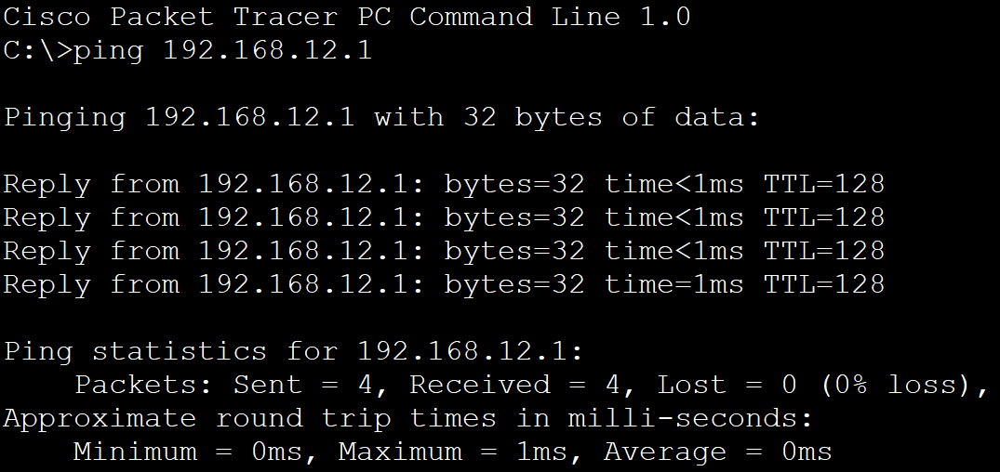 Cisco Packet Tracer PC Command Line 1.0
C:\>ping 192.168.12.1
Pinging 192.168.12.1 with 32 bytes of data:
Reply from 192.168.12.1: bytes=32 time<1ms TTL=128
Reply from 192.168.12.1: bytes=32 time<1ms TTL=128
Reply from 192.168.12.1: bytes=32 time<1ms TTL=128
Reply from 192.168.12.1: bytes=32 time=1ms TTL=128
Ping statistics for 192.168.12.1:
    Packets: Sent = 4, Received = 4, Lost = 0 (0% loss),
Approximate round trip times in milli-seconds:
    Minimum = 0ms, Maximum = 1ms, Average = 0ms